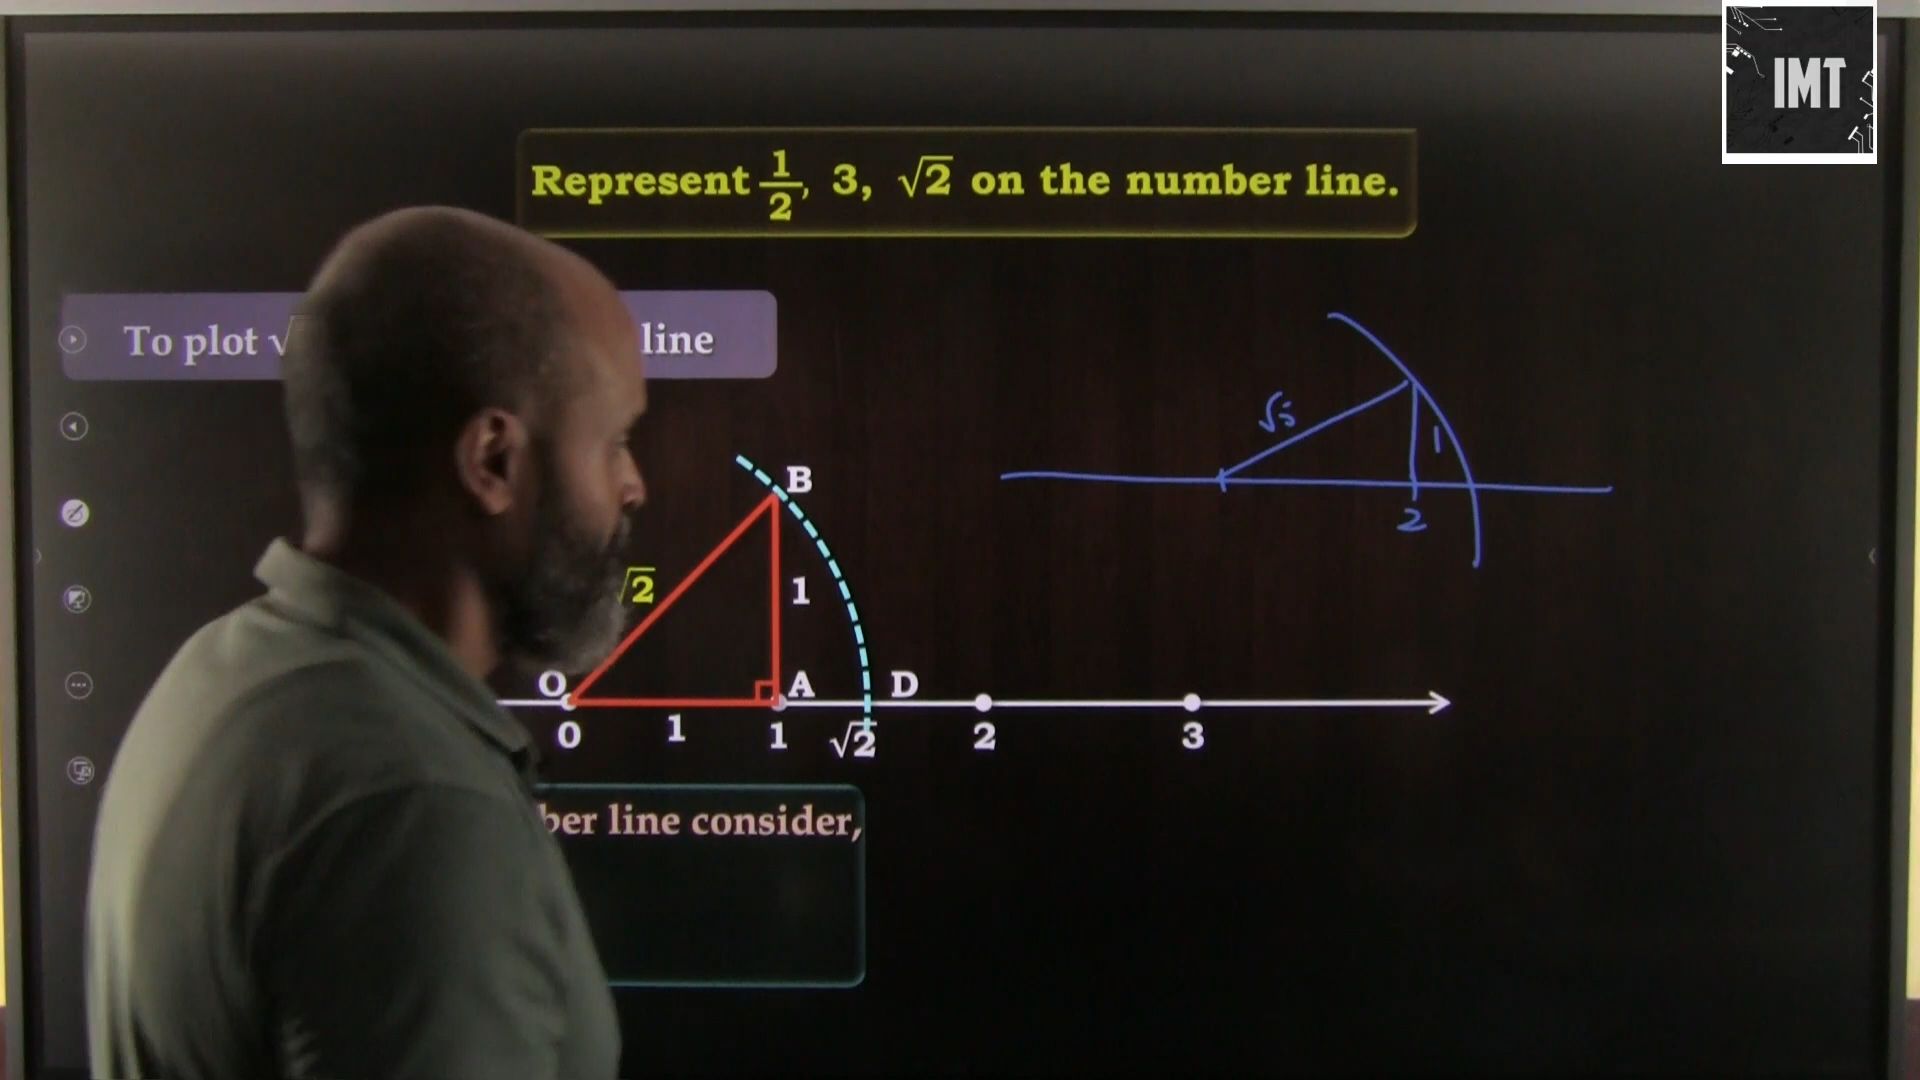 IMT
Represent 1/2, 3, √2 on the number line.
To plot √ line
B
√5
1
2
√2
1
O
A
D
0
1
1
√2
2
3
line consider,